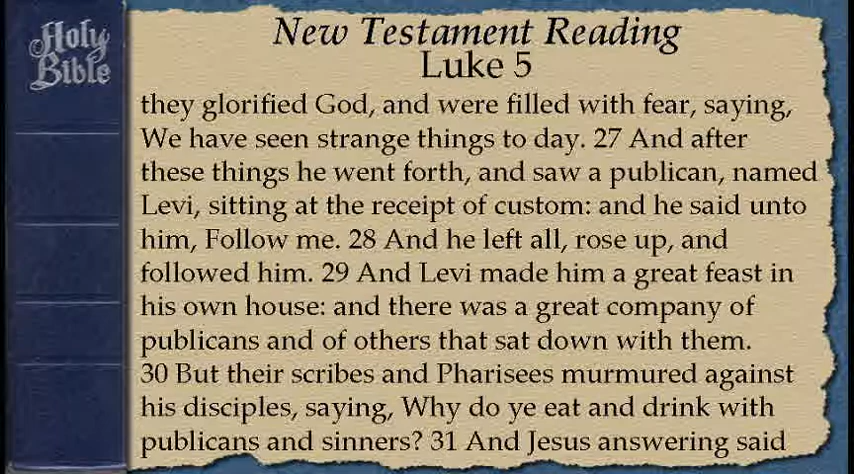 Holy
Bible
New Testament Reading
Luke 5
they glorified God, and were filled with fear, saying,
We have seen strange things to day. 27 And after
these things he went forth, and saw a publican, named
Levi, sitting at the receipt of custom: and he said unto
him, Follow me. 28 And he left all, rose up, and
followed him. 29 And Levi made him a great feast in
his own house: and there was a great company of
publicans and of others that sat down with them.
30 But their scribes and Pharisees murmured against
his disciples, saying, Why do ye eat and drink with
publicans and sinners? 31 And Jesus answering said